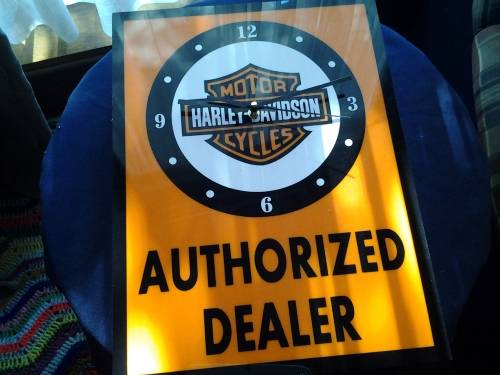 12
MOTOR
9
HARLEY-DAVIDSON
3
CYCLES
6
AUTHORIZED
DEALER